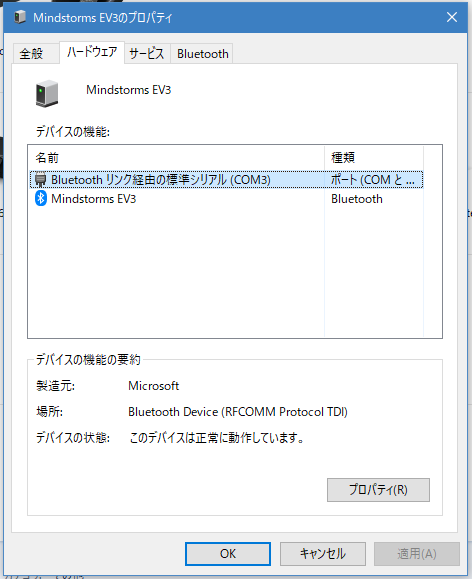 Mindstorms EV3のプロパティ
全般 ハードウェア サービス Bluetooth
Mindstorms EV3
デバイスの機能:
名前 種類
Bluetooth リンク経由の標準シリアル (COM3) ポート (COM と ...
Mindstorms EV3 Bluetooth
デバイスの機能の要約
製造元: Microsoft
場所: Bluetooth Device (RFCOMM Protocol TDI)
デバイスの状態: このデバイスは正常に動作しています。
プロパティ(R)
OK キャンセル 適用(A)